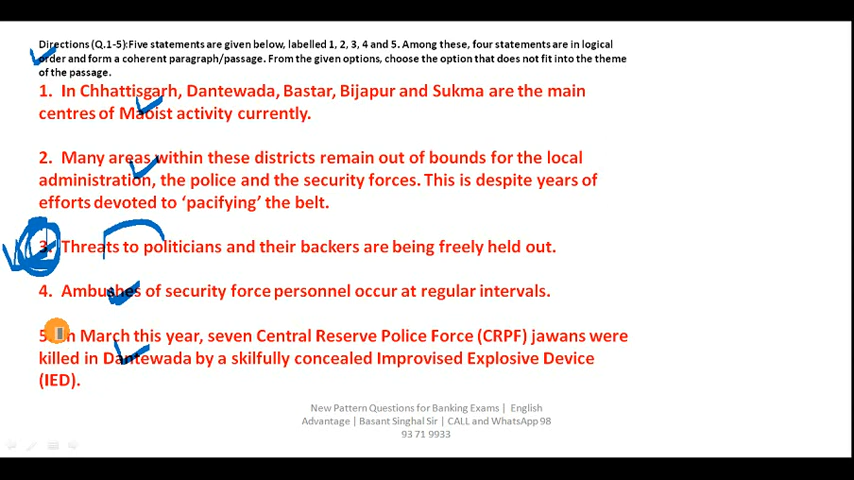 Directions (Q.1-5):Five statements are given below, labelled 1, 2, 3, 4 and 5. Among these, four statements are in logical
order and form a coherent paragraph/passage. From the given options, choose the option that does not fit into the theme
of the passage.
1. In Chhattisgarh, Dantewada, Bastar, Bijapur and Sukma are the main
centres of Maoist activity currently.
2. Many areas within these districts remain out of bounds for the local
administration, the police and the security forces. This is despite years of
efforts devoted to ‘pacifying’ the belt.
3. Threats to politicians and their backers are being freely held out.
4. Ambushes of security force personnel occur at regular intervals.
5. In March this year, seven Central Reserve Police Force (CRPF) jawans were
killed in Dantewada by a skilfully concealed Improvised Explosive Device
(IED).
New Pattern Questions for Banking Exams | English
Advantage | Basant Singhal Sir | CALL and WhatsApp 98
93 71 9933